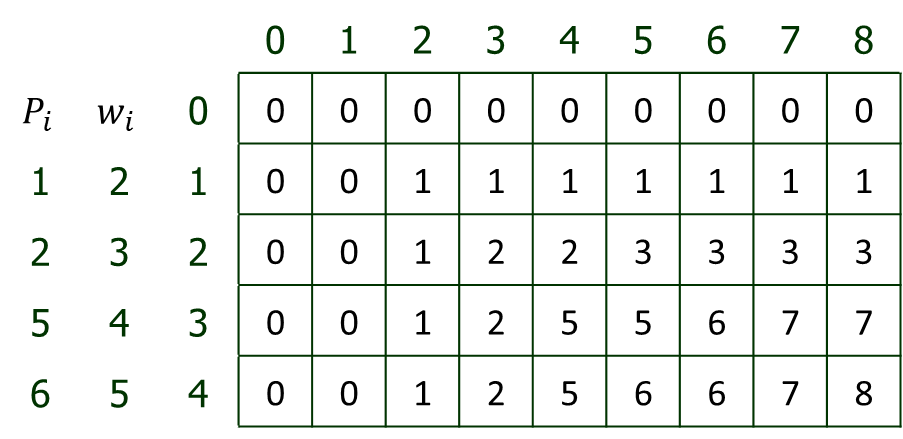 0 1 2 3 4 5 6 7 8
Pᵢ wᵢ 0 0 0 0 0 0 0 0 0 0
1 2 1 0 0 1 1 1 1 1 1 1
2 3 2 0 0 1 2 2 3 3 3 3
5 4 3 0 0 1 2 5 5 6 7 7
6 5 4 0 0 1 2 5 6 6 7 8